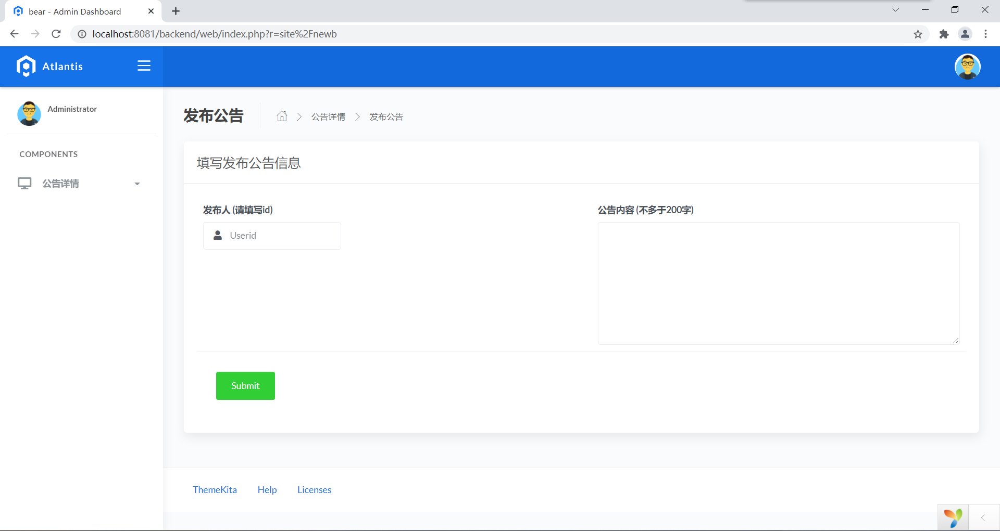 bear - Admin Dashboard
localhost:8081/backend/web/index.php?r=site%2Fnewb
Atlantis
Administrator
COMPONENTS
公告详情
发布公告
公告详情
发布公告
填写发布公告信息
发布人 (请填写id)
Userid
公告内容 (不多于200字)
Submit
ThemeKita
Help
Licenses